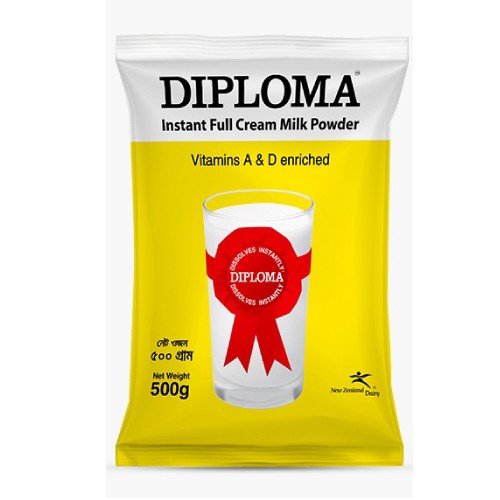 DIPLOMA™
Instant Full Cream Milk Powder
Vitamins A & D enriched
DISSOLVES INSTANTLY
DIPLOMA
DISSOLVES INSTANTLY
নেট ওজন
৫০০ গ্রাম
Net Weight
500g
New Zealand Dairy